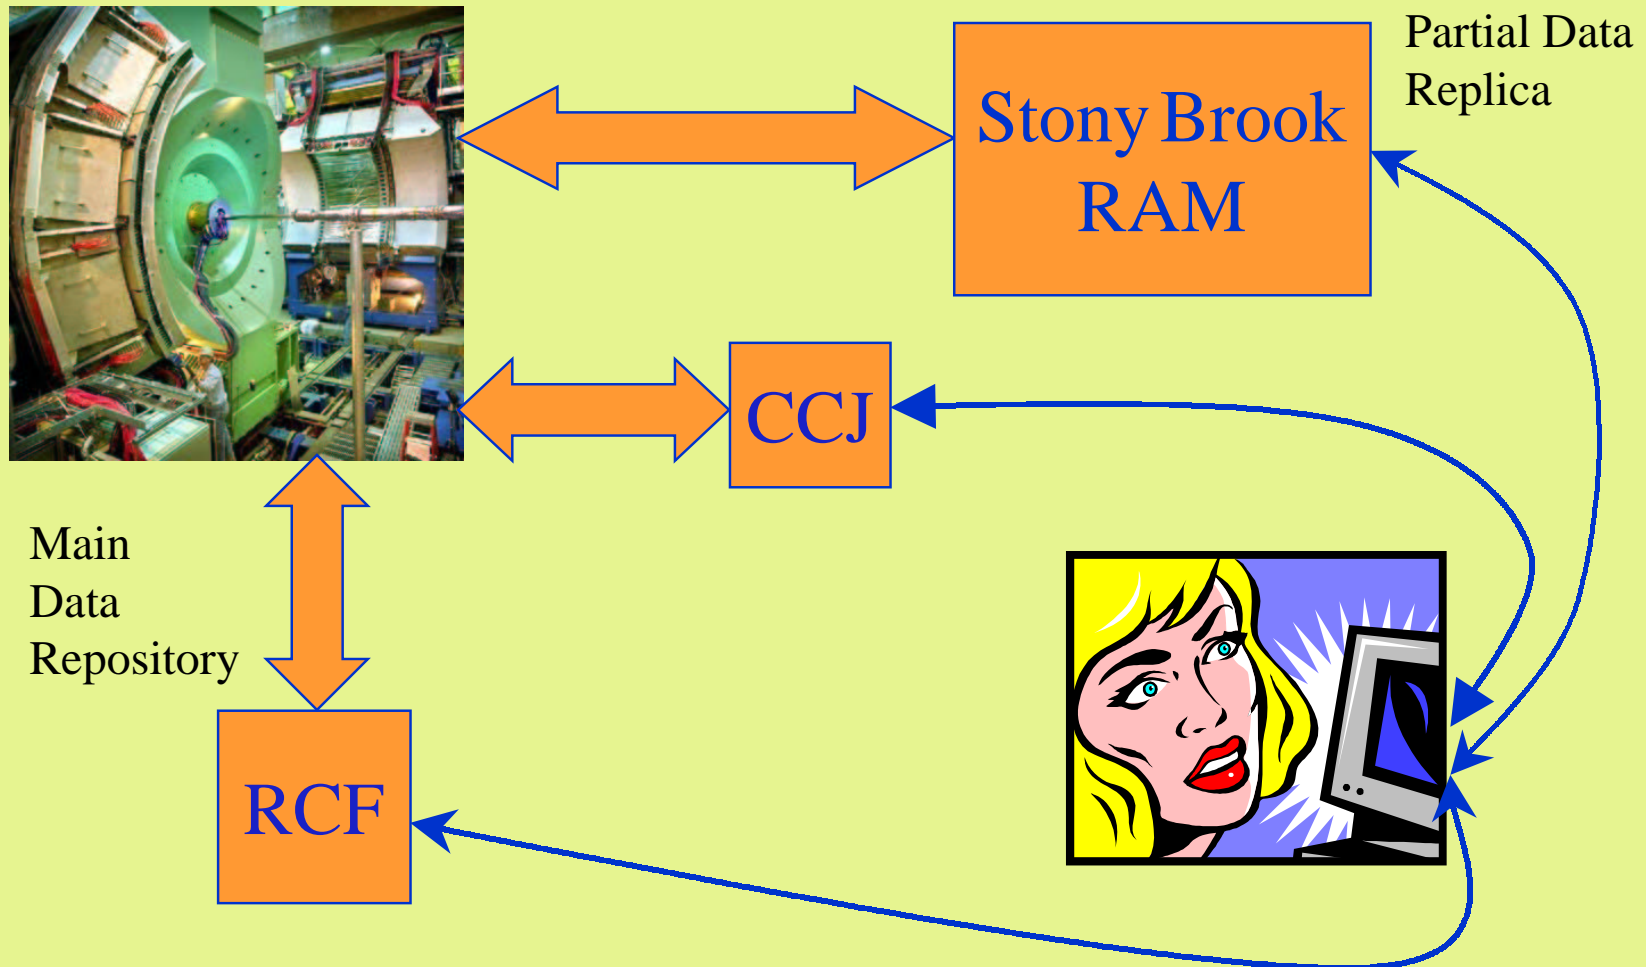 Partial Data
Replica
Stony Brook
RAM
CCJ
Main
Data
Repository
RCF